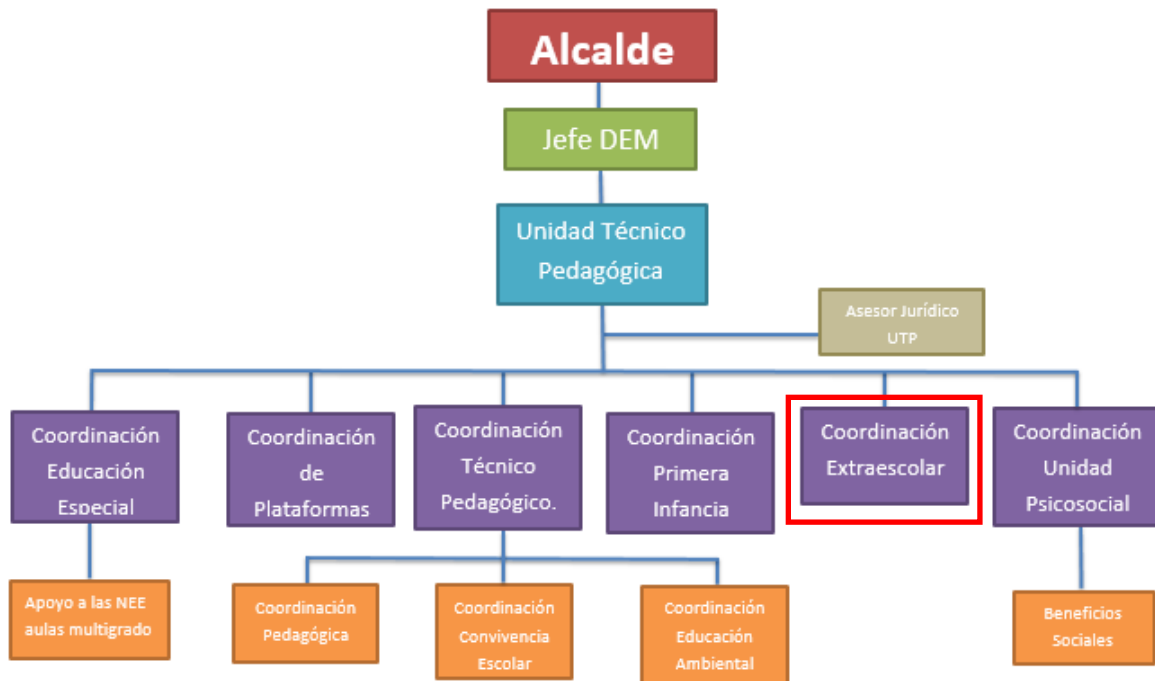 Alcalde
Jefe DEM
Unidad Técnico
Pedagógica
Asesor Jurídico
UTP
Coordinación
Educación
Especial
Coordinación
de
Plataformas
Coordinación
Técnico
Pedagógico.
Coordinación
Primera
Infancia
Coordinación
Extraescolar
Coordinación
Unidad
Psicosocial
Apoyo a las NEE
aulas multigrado
Coordinación
Pedagógica
Coordinación
Convivencia
Escolar
Coordinación
Educación
Ambiental
Beneficios
Sociales